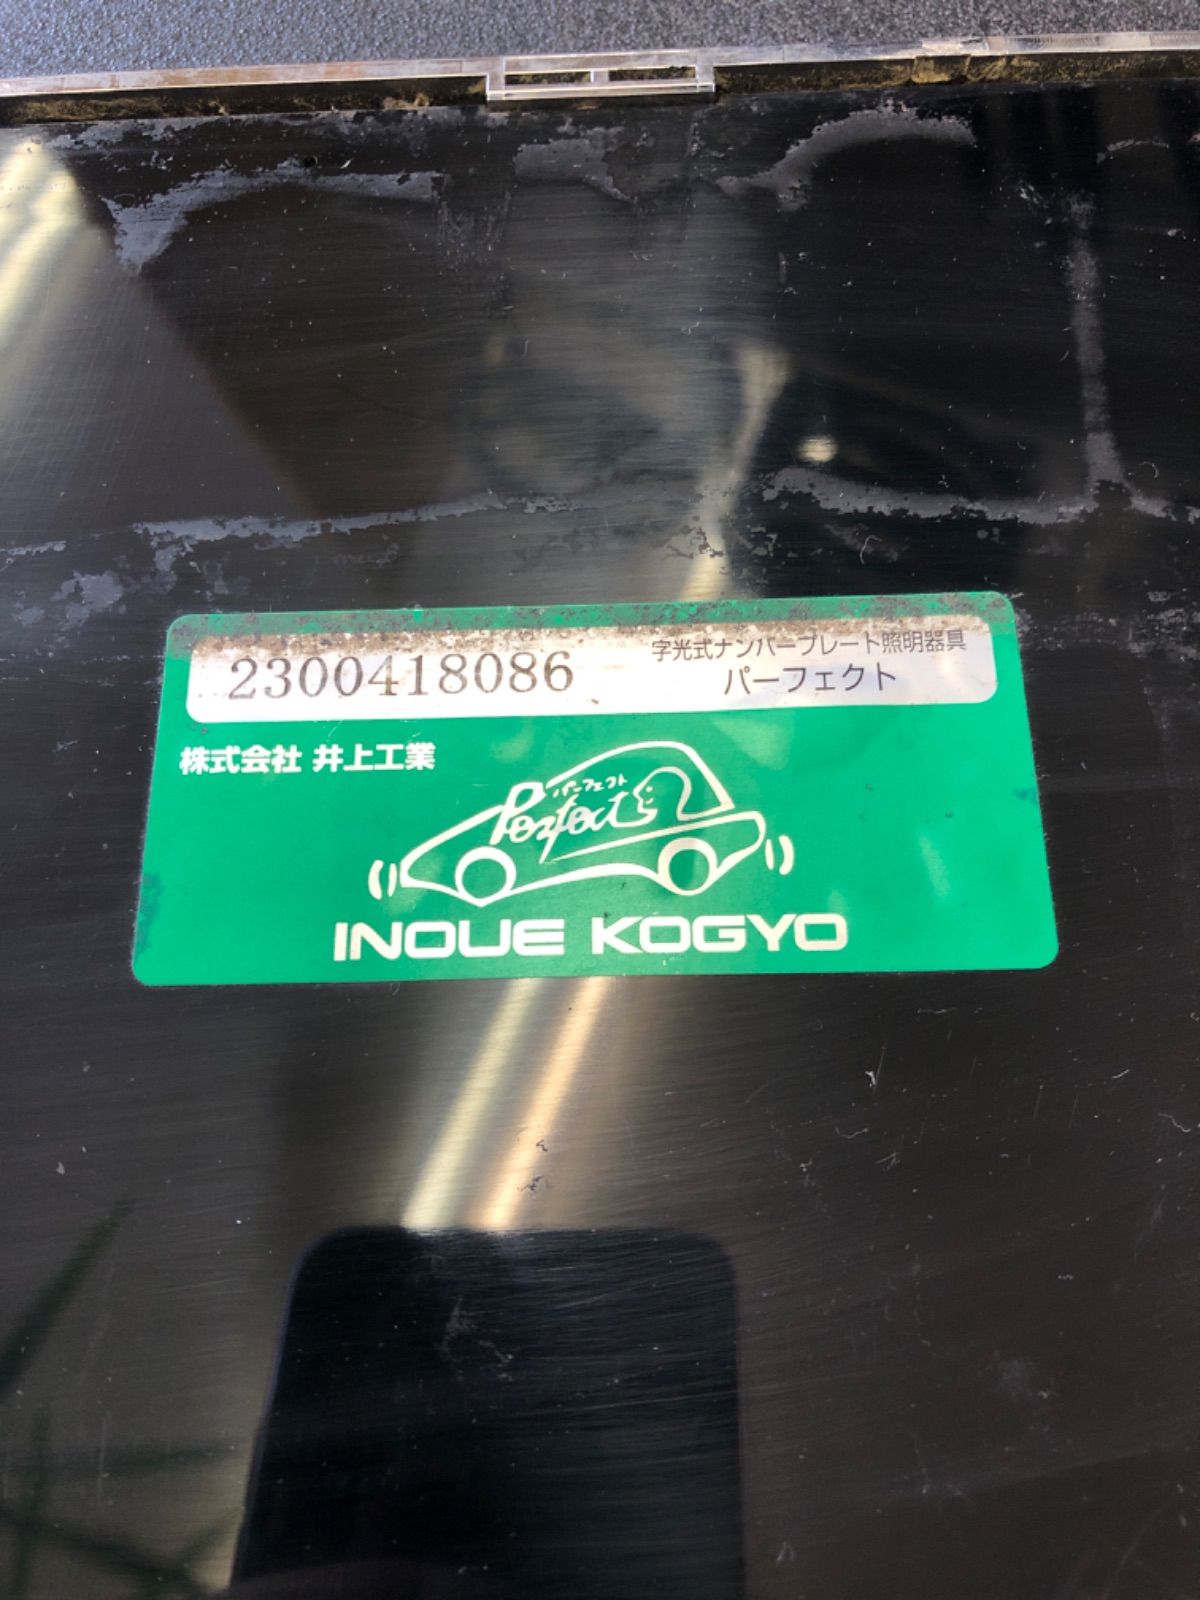 2300418086
字光式ナンバープレート照明器具
パーフェクト
株式会社 井上工業
パーフェクト
Perfect
INOUE KOGYO